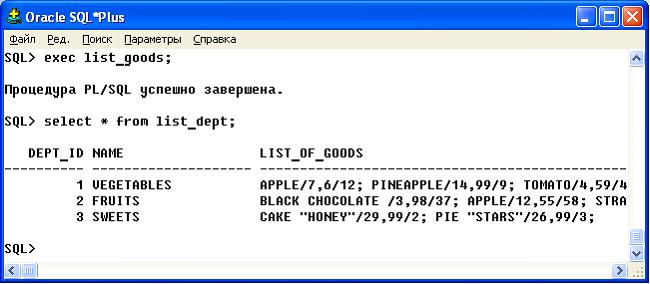 Oracle SQL*Plus
Файл Ред. Поиск Параметры Справка
SQL> exec list_goods;
Процедура PL/SQL успешно завершена.
SQL> select * from list_dept;
DEPT_ID NAME LIST_OF_GOODS
---------- -------------------- ----------------------------------------------
1 VEGETABLES APPLE/7,6/12; PINEAPPLE/14,99/9; TOMATO/4,59/4
2 FRUITS BLACK CHOCOLATE /3,98/37; APPLE/12,55/58; STRA
3 SWEETS CAKE "HONEY"/29,99/2; PIE "STARS"/26,99/3;
SQL>